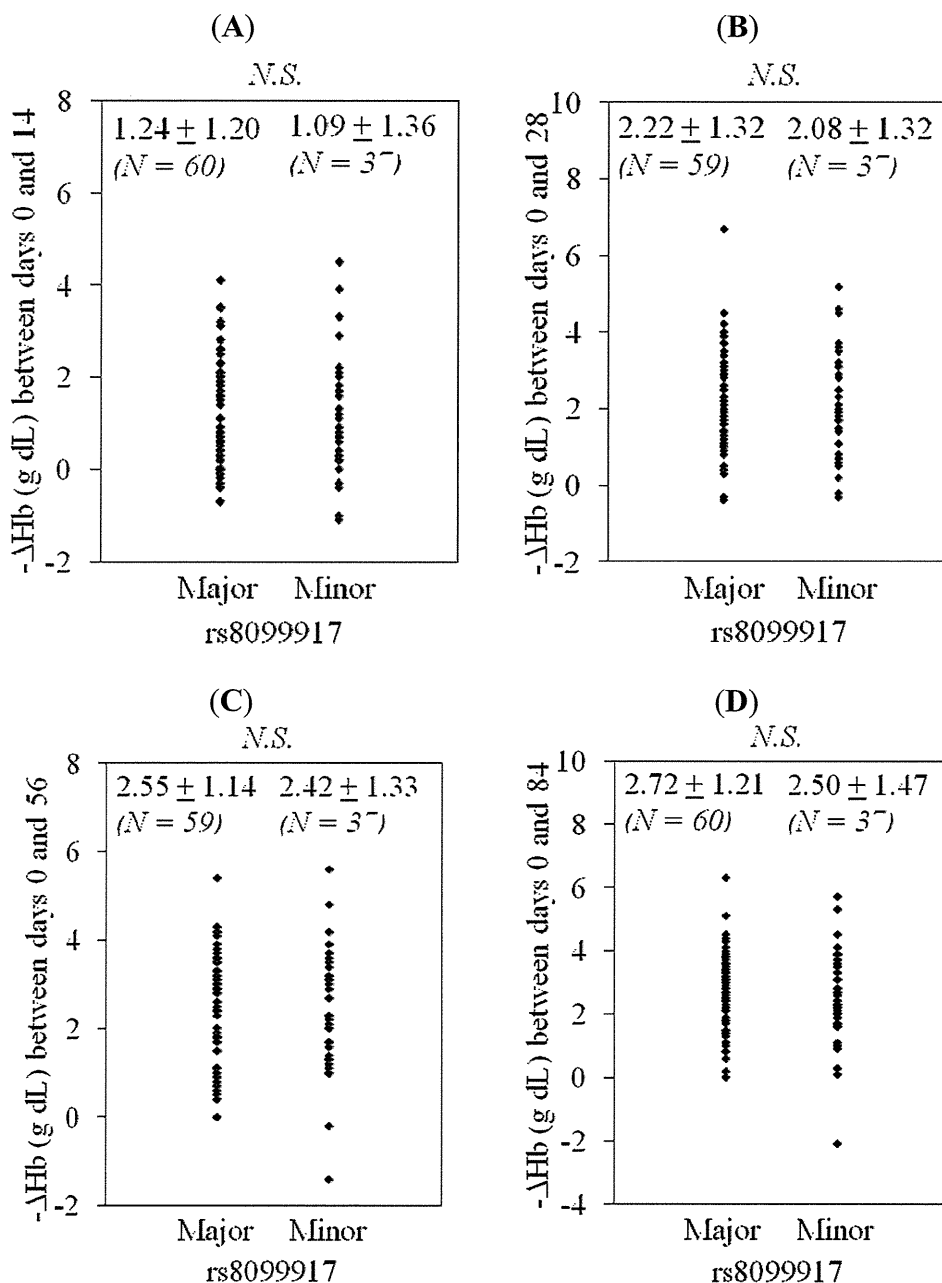 (A)
N.S.
-ΔHb (g dL) between days 0 and 14
8
6
4
2
0
-2
1.24 ± 1.20
(N = 60)
1.09 ± 1.36
(N = 37)
Major
Minor
rs8099917
(B)
N.S.
-ΔHb (g dL) between days 0 and 28
10
8
6
4
2
0
-2
2.22 ± 1.32
(N = 59)
2.08 ± 1.32
(N = 37)
Major
Minor
rs8099917
(C)
N.S.
-ΔHb (g dL) between days 0 and 56
8
6
4
2
0
-2
2.55 ± 1.14
(N = 59)
2.42 ± 1.33
(N = 37)
Major
Minor
rs8099917
(D)
N.S.
-ΔHb (g dL) between days 0 and 84
10
8
6
4
2
0
-2
-4
2.72 ± 1.21
(N = 60)
2.50 ± 1.47
(N = 37)
Major
Minor
rs8099917